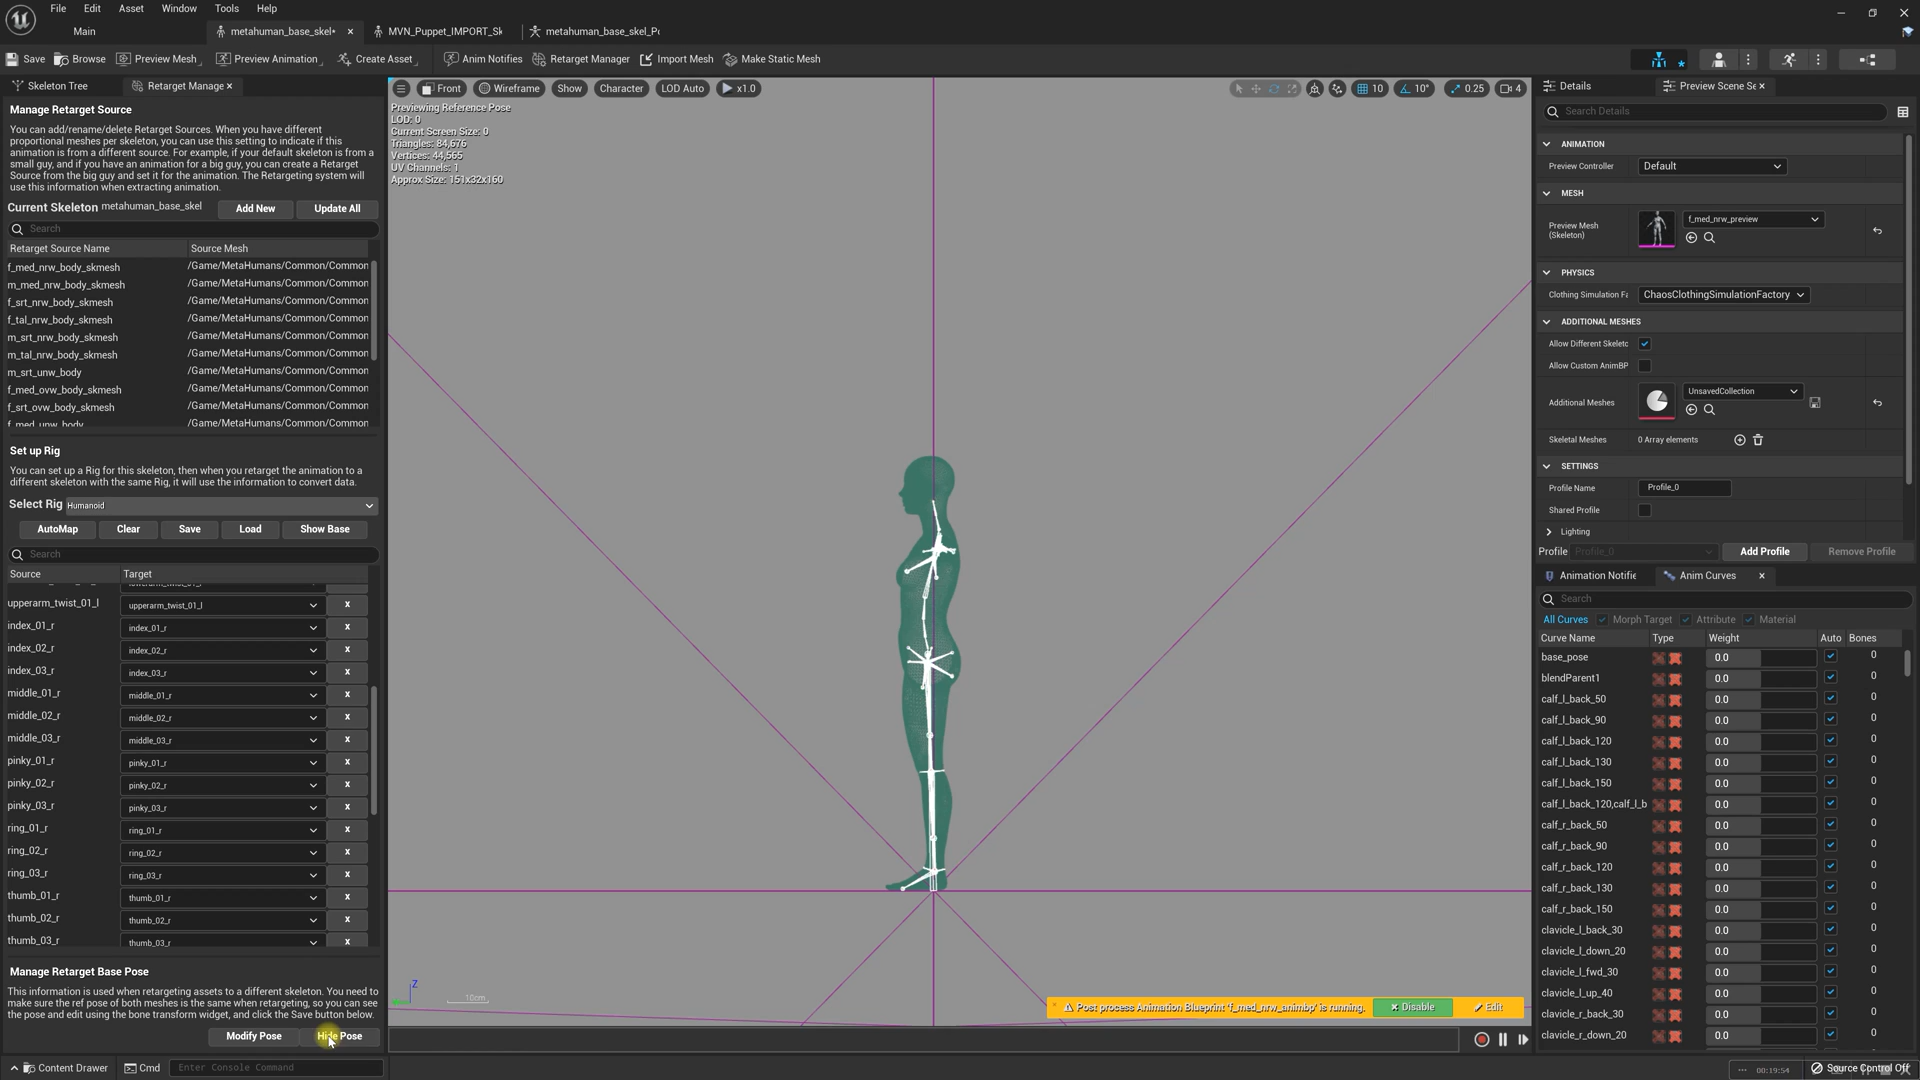 File Edit Asset Window Tools Help
Main
metahuman_base_skel*
MVN_Puppet_IMPORT_Sk
metahuman_base_skel_Pc
Save
Browse
Preview Mesh
Preview Animation
Create Asset
Anim Notifies
Retarget Manager
Import Mesh
Make Static Mesh
Skeleton Tree
Retarget Manage
Manage Retarget Source
You can add/rename/delete Retarget Sources. When you have different
proportional meshes per skeleton, you can use this setting to indicate if this
animation is from a different source. For example, if your default skeleton is from a
small guy, and if you have an animation for a big guy, you can create a Retarget
Source from the big guy and set it for the animation. The Retargeting system will
use this information when extracting animation.
Current Skeleton metahuman_base_skel Add New Update All
Search
Retarget Source Name Source Mesh
f_med_nrw_body_skmesh /Game/MetaHumans/Common/Common
m_med_nrw_body_skmesh /Game/MetaHumans/Common/Common
f_srt_nrw_body_skmesh /Game/MetaHumans/Common/Common
f_tal_nrw_body_skmesh /Game/MetaHumans/Common/Common
m_srt_nrw_body_skmesh /Game/MetaHumans/Common/Common
m_tal_nrw_body_skmesh /Game/MetaHumans/Common/Common
m_srt_unw_body /Game/MetaHumans/Common/Common
f_med_ovw_body_skmesh /Game/MetaHumans/Common/Common
f_srt_ovw_body_skmesh /Game/MetaHumans/Common/Common
f_med_unw_body /Game/MetaHumans/Common/Common
Set up Rig
You can set up a Rig for this skeleton, then when you retarget the animation to a
different skeleton with the same Rig, it will use the information to convert data.
Select Rig Humanoid
AutoMap Clear Save Load Show Base
Search
Source Target
upperarm_twist_01_l upperarm_twist_01_l x
index_01_r index_01_r x
index_02_r index_02_r x
index_03_r index_03_r x
middle_01_r middle_01_r x
middle_02_r middle_02_r x
middle_03_r middle_03_r x
pinky_01_r pinky_01_r x
pinky_02_r pinky_02_r x
pinky_03_r pinky_03_r x
ring_01_r ring_01_r x
ring_02_r ring_02_r x
ring_03_r ring_03_r x
thumb_01_r thumb_01_r x
thumb_02_r thumb_02_r x
thumb_03_r thumb_03_r x
Manage Retarget Base Pose
This information is used when retargeting assets to a different skeleton. You need to
make sure the ref pose of both meshes is the same when retargeting, so you can see
the pose and edit using the bone transform widget, and click the Save button below.
Modify Pose Hide Pose
Content Drawer Cmd Enter Console Command
Front Wireframe Show Character LOD Auto x1.0
10 10° 0.25 4
Previewing Reference Pose
LOD: 0
Current Screen Size: 0
Triangles: 84,676
Vertices: 44,565
UV Channels: 1
Approx Size: 151x32x160
Z
10cm
Post process Animation Blueprint 'f_med_nrw_animbp' is running. Disable Edit
Details
Preview Scene Se
Search Details
ANIMATION
Preview Controller Default
MESH
Preview Mesh
(Skeleton)
f_med_nrw_preview
PHYSICS
Clothing Simulation Fa ChaosClothingSimulationFactory
ADDITIONAL MESHES
Allow Different Skeletc
Allow Custom AnimBP
Additional Meshes UnsavedCollection
Skeletal Meshes 0 Array elements
SETTINGS
Profile Name Profile_0
Shared Profile
Lighting
Profile Profile_0 Add Profile Remove Profile
Animation Notifie
Anim Curves
Search
All Curves Morph Target Attribute Material
Curve Name Type Weight Auto Bones
base_pose 0.0 0
blendParent1 0.0 0
calf_l_back_50 0.0 0
calf_l_back_90 0.0 0
calf_l_back_120 0.0 0
calf_l_back_130 0.0 0
calf_l_back_150 0.0 0
calf_l_back_120,calf_l_b 0.0 0
calf_r_back_50 0.0 0
calf_r_back_90 0.0 0
calf_r_back_120 0.0 0
calf_r_back_130 0.0 0
calf_r_back_150 0.0 0
clavicle_l_back_30 0.0 0
clavicle_l_down_20 0.0 0
clavicle_l_fwd_30 0.0 0
clavicle_l_up_40 0.0 0
clavicle_r_back_30 0.0 0
clavicle_r_down_20 0.0 0
00:19:54
Source Control Off